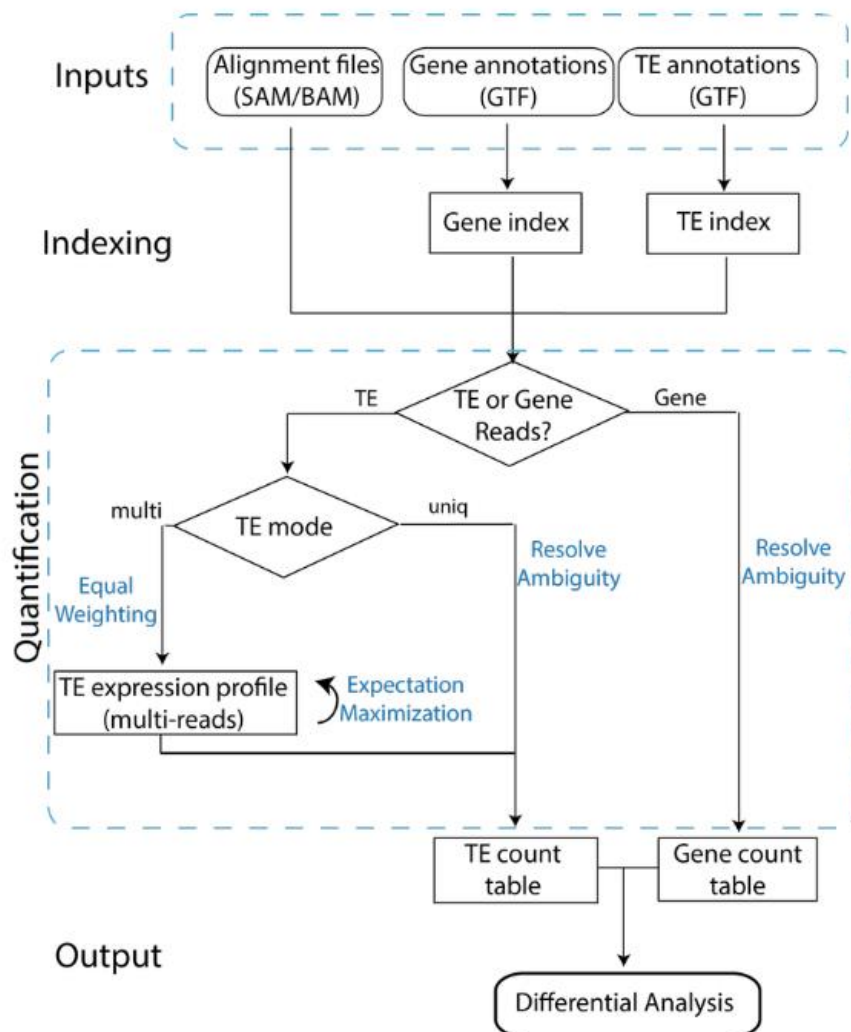 Inputs
Alignment files
(SAM/BAM)
Gene annotations
(GTF)
TE annotations
(GTF)
Indexing
Gene index
TE index
Quantification
TE or Gene
Reads?
TE
Gene
TE mode
multi
uniq
Equal
Weighting
Resolve
Ambiguity
Resolve
Ambiguity
TE expression profile
(multi-reads)
Expectation
Maximization
TE count
table
Gene count
table
Output
Differential Analysis